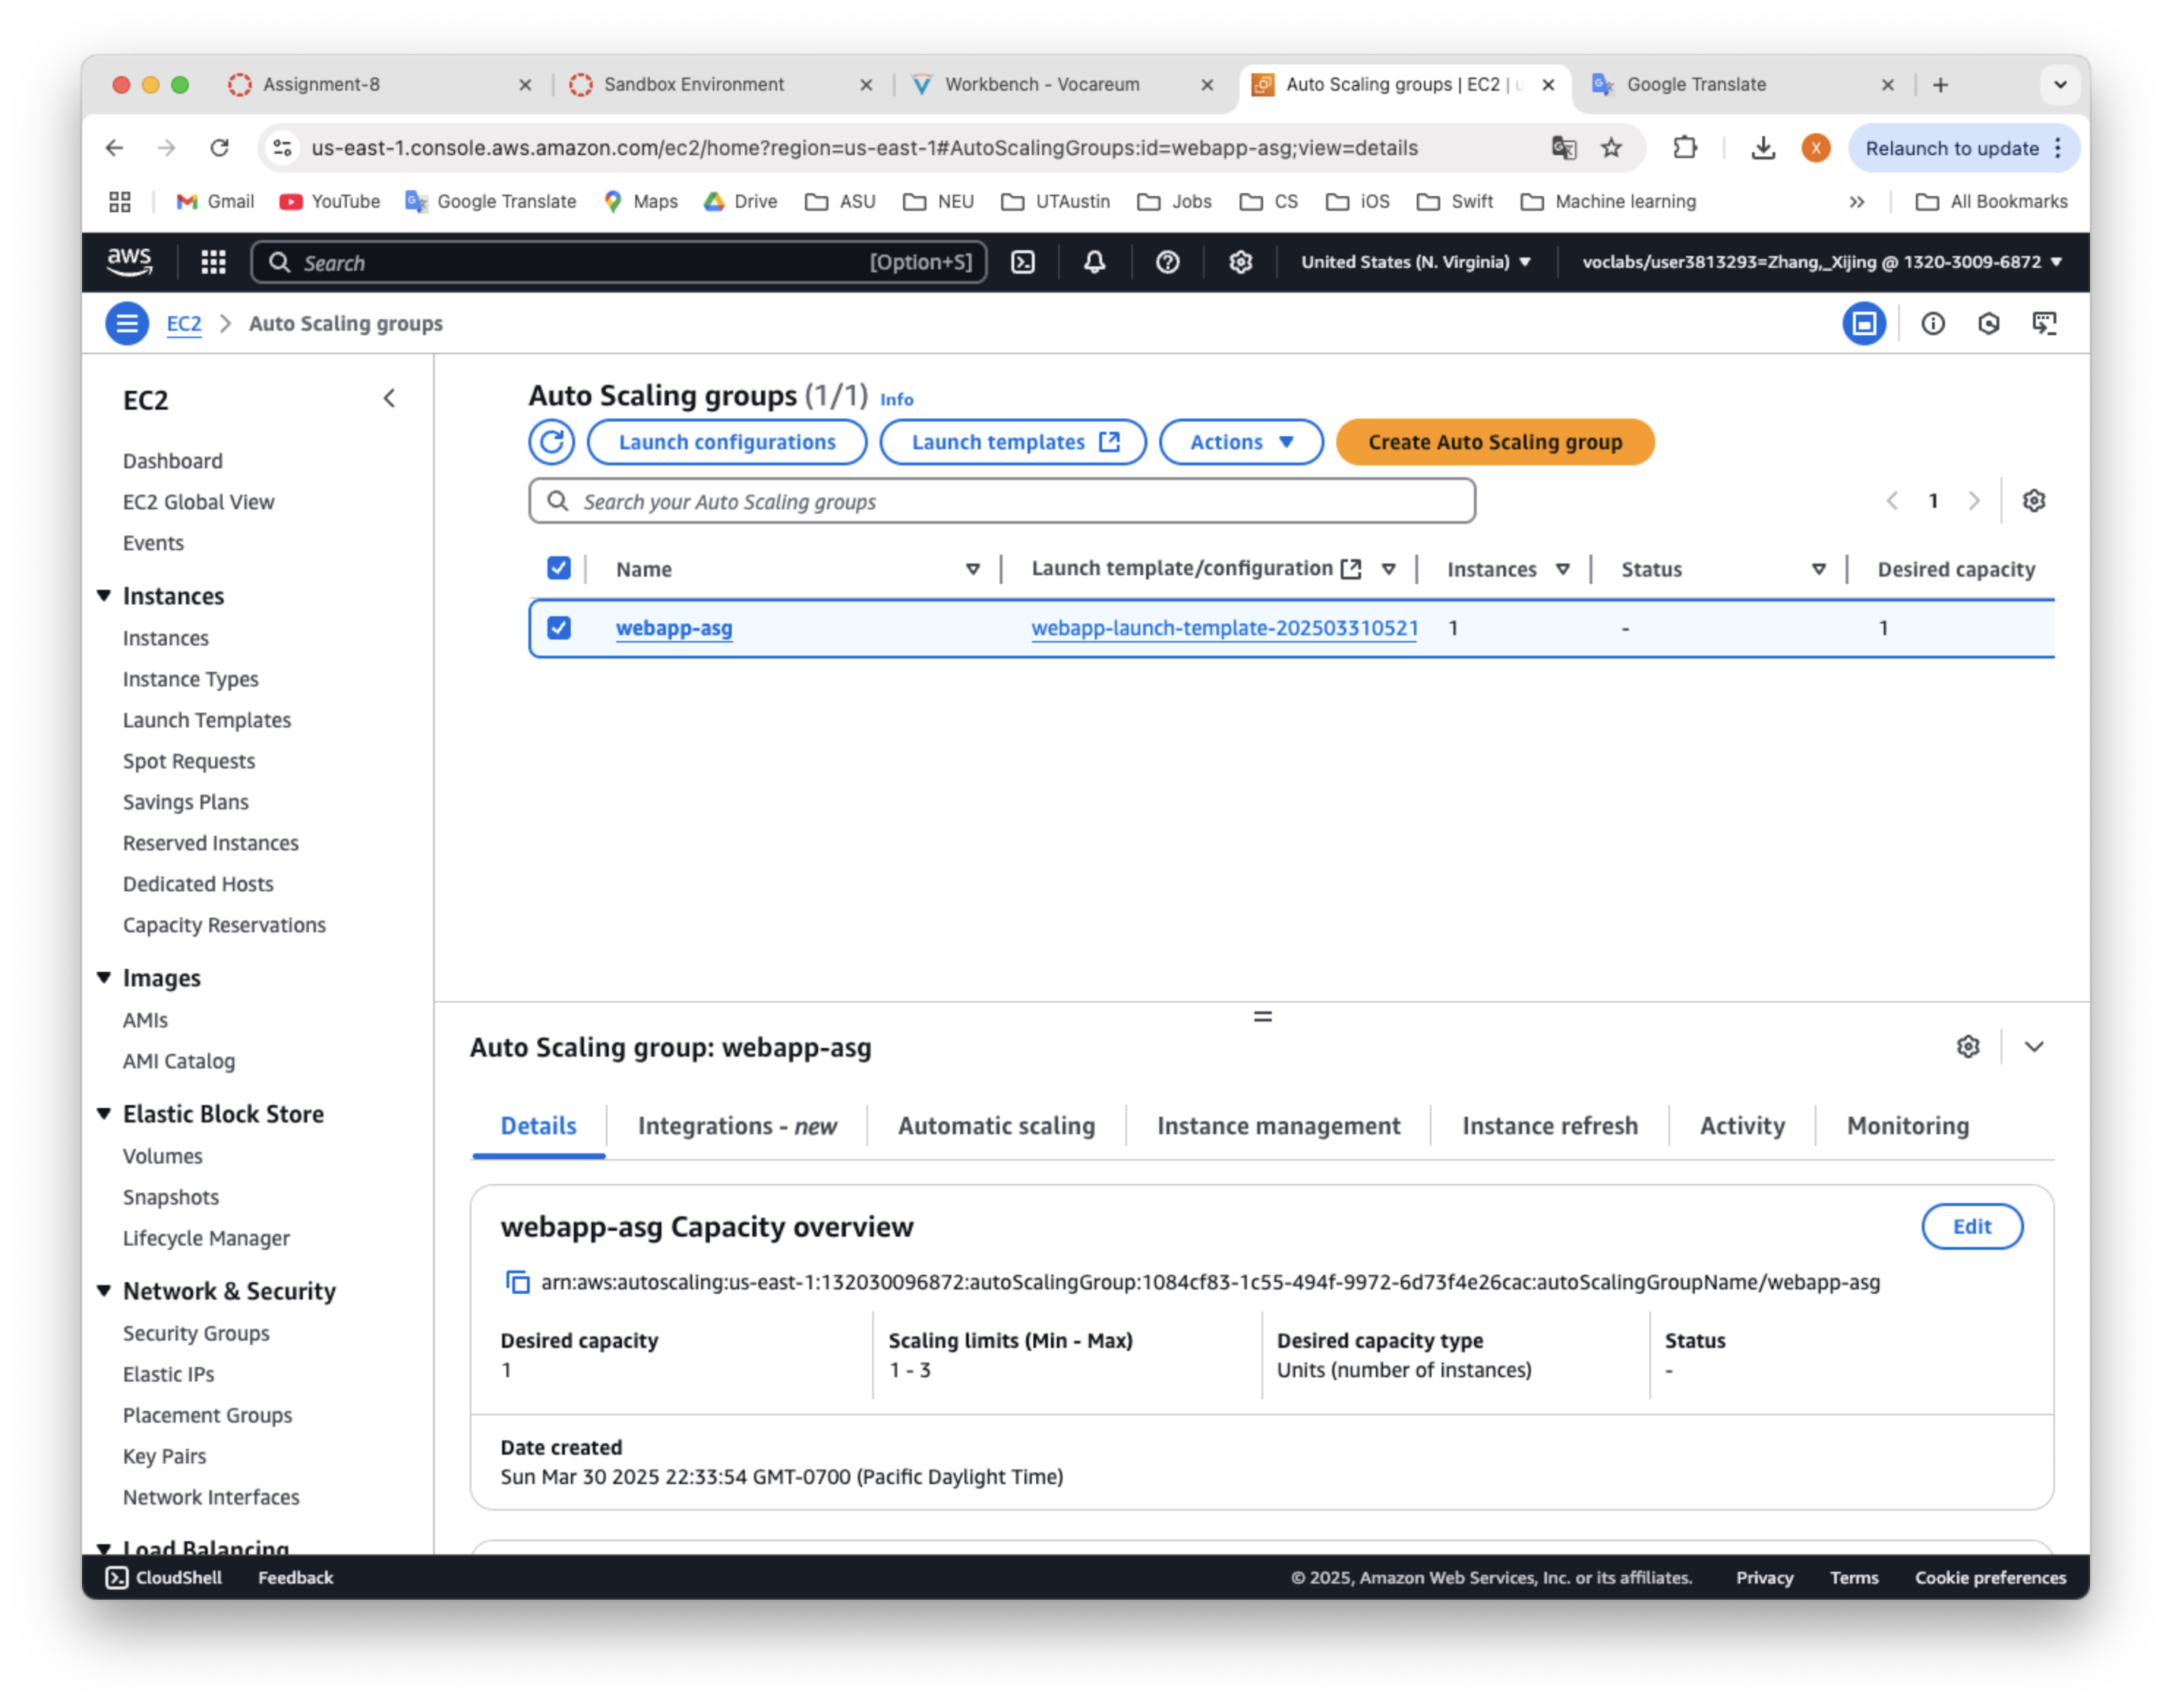 Assignment-8
Sandbox Environment
Workbench - Vocareum
Auto Scaling groups | EC2 |
Google Translate
us-east-1.console.aws.amazon.com/ec2/home?region=us-east-1#AutoScalingGroups:id=webapp-asg;view=details
X
Relaunch to update
Gmail
YouTube
Google Translate
Maps
Drive
ASU
NEU
UTAustin
Jobs
CS
iOS
Swift
Machine learning
All Bookmarks
aws
Search
[Option+S]
United States (N. Virginia)
voclabs/user3813293=Zhang,_Xijing @ 1320-3009-6872
EC2
Auto Scaling groups
EC2
Dashboard
EC2 Global View
Events
Instances
Instances
Instance Types
Launch Templates
Spot Requests
Savings Plans
Reserved Instances
Dedicated Hosts
Capacity Reservations
Images
AMIs
AMI Catalog
Elastic Block Store
Volumes
Snapshots
Lifecycle Manager
Network & Security
Security Groups
Elastic IPs
Placement Groups
Key Pairs
Network Interfaces
Load Balancing
Auto Scaling groups (1/1) Info
Launch configurations
Launch templates
Actions
Create Auto Scaling group
Search your Auto Scaling groups
1
Name
Launch template/configuration
Instances
Status
Desired capacity
webapp-asg
webapp-launch-template-202503310521
1
-
1
Auto Scaling group: webapp-asg
Details
Integrations - new
Automatic scaling
Instance management
Instance refresh
Activity
Monitoring
webapp-asg Capacity overview
Edit
arn:aws:autoscaling:us-east-1:132030096872:autoScalingGroup:1084cf83-1c55-494f-9972-6d73f4e26cac:autoScalingGroupName/webapp-asg
Desired capacity
1
Scaling limits (Min - Max)
1 - 3
Desired capacity type
Units (number of instances)
Status
-
Date created
Sun Mar 30 2025 22:33:54 GMT-0700 (Pacific Daylight Time)
CloudShell
Feedback
© 2025, Amazon Web Services, Inc. or its affiliates.
Privacy
Terms
Cookie preferences